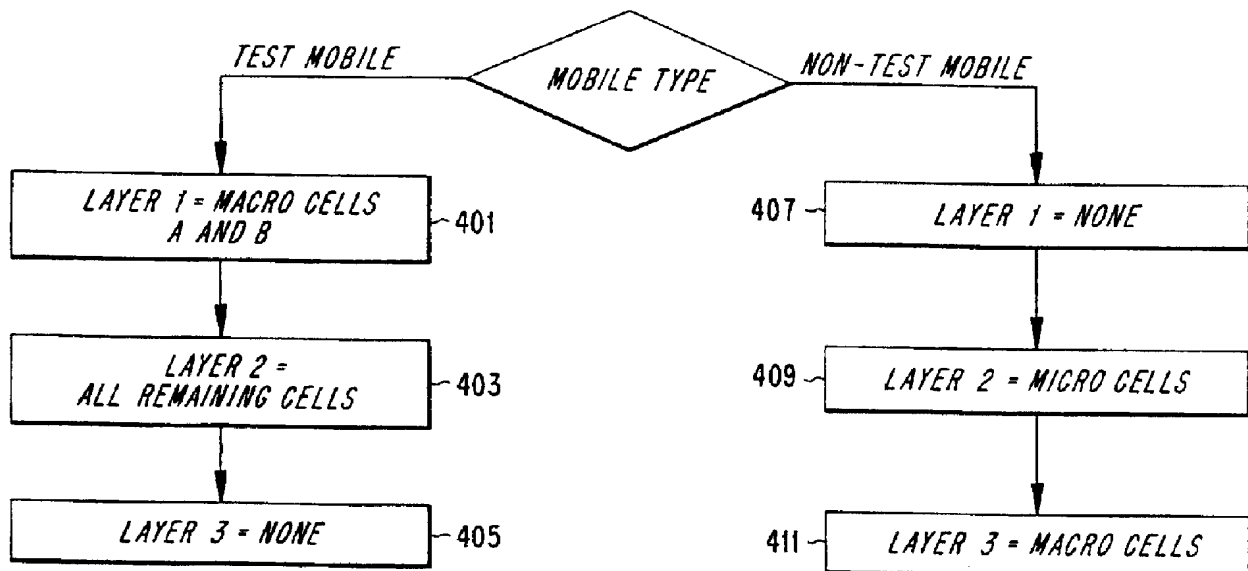 MOBILE TYPE
TEST MOBILE
NON-TEST MOBILE
LAYER 1 = MACRO CELLS
A AND B
401
LAYER 2 =
ALL REMAINING CELLS
403
LAYER 3 = NONE
405
407
LAYER 1 = NONE
409
LAYER 2 = MICRO CELLS
411
LAYER 3 = MACRO CELLS